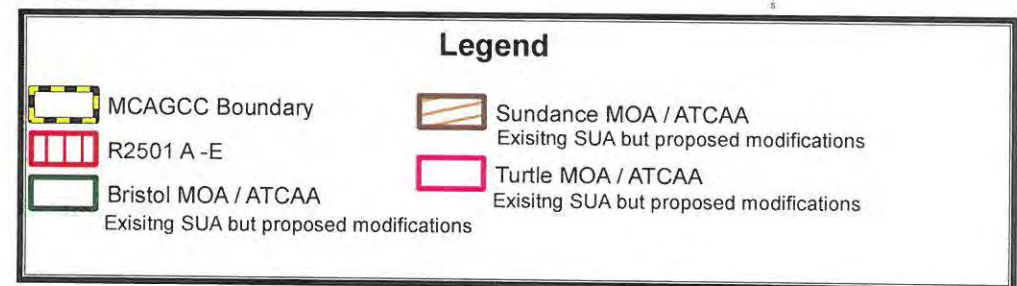 s
Legend
MCAGCC Boundary
R2501 A -E
Bristol MOA / ATCAA
Exisitng SUA but proposed modifications
Sundance MOA / ATCAA
Exisitng SUA but proposed modifications
Turtle MOA / ATCAA
Exisitng SUA but proposed modifications